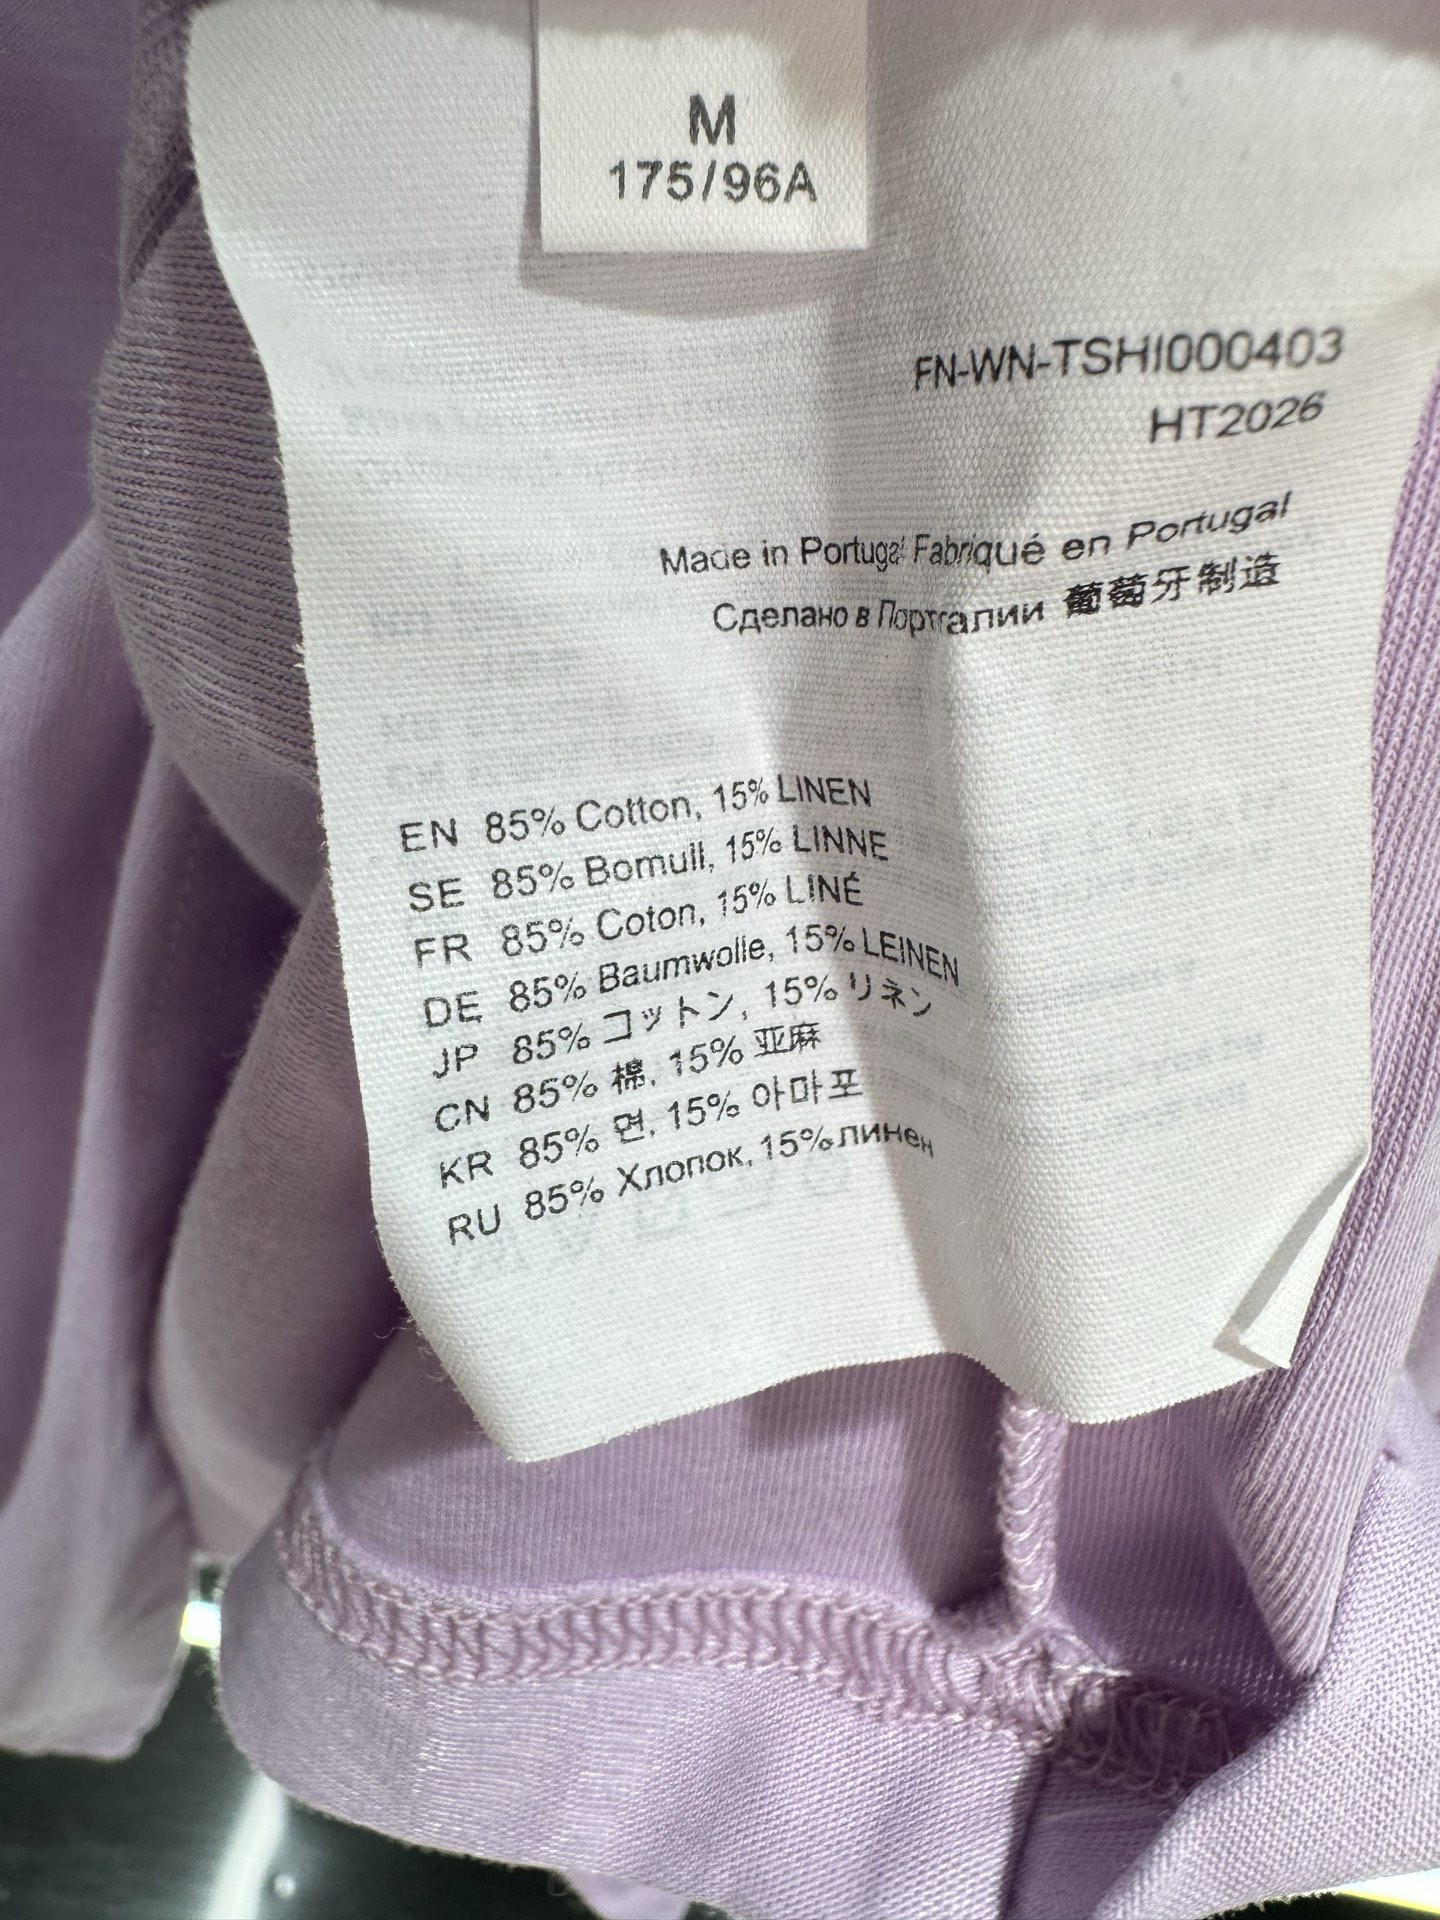 M
175/96A
FN-WN-TSHI000403
HT2026
Made in Portugal Fabriqué en Portugal
Сделано в Португалии 葡萄牙制造
EN 85% Cotton, 15% LINEN
SE 85% Bomull, 15% LINNE
FR 85% Coton, 15% LINÉ
DE 85% Baumwolle, 15% LEINEN
JP 85% コットン, 15% リネン
CN 85% 棉, 15% 亚麻
KR 85% 면, 15% 아마포
RU 85% Хлопок, 15% линен